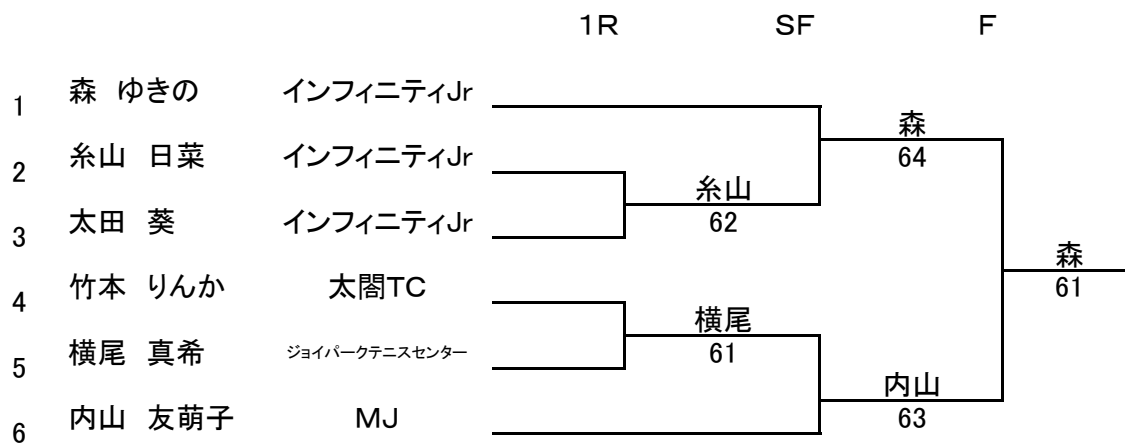 1R SF F
1 森 ゆきの インフィニティJr
森
64
2 糸山 日菜 インフィニティJr
糸山
62
3 太田 葵 インフィニティJr
森
61
4 竹本 りんか 太閤TC
横尾
61
5 横尾 真希 ジョイパークテニスセンター
内山
63
6 内山 友萌子 MJ